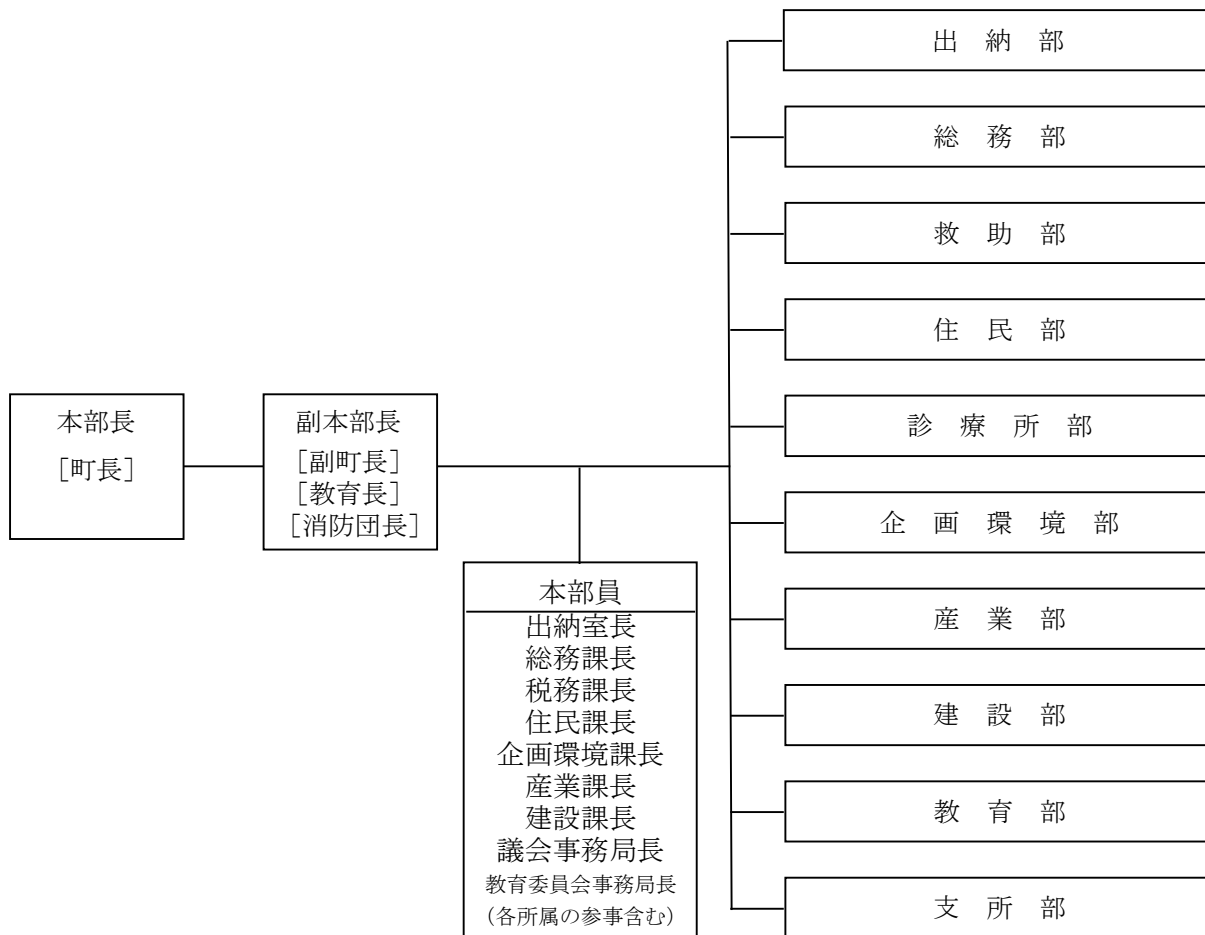 本部長
［町長］
副本部長
［副町長］
［教育長］
［消防団長］
本部員
出納室長
総務課長
税務課長
住民課長
企画環境課長
産業課長
建設課長
議会事務局長
教育委員会事務局長
（各所属の参事含む）
出　納　部
総　務　部
救　助　部
住　民　部
診　療　所　部
企　画　環　境　部
産　業　部
建　設　部
教　育　部
支　所　部